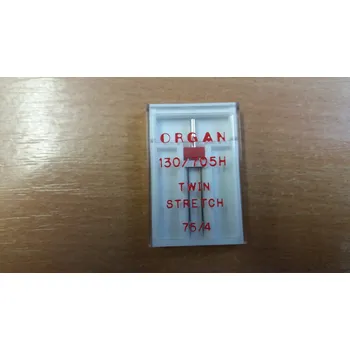 ORGAN
130/705H
TWIN
STRETCH
75/4